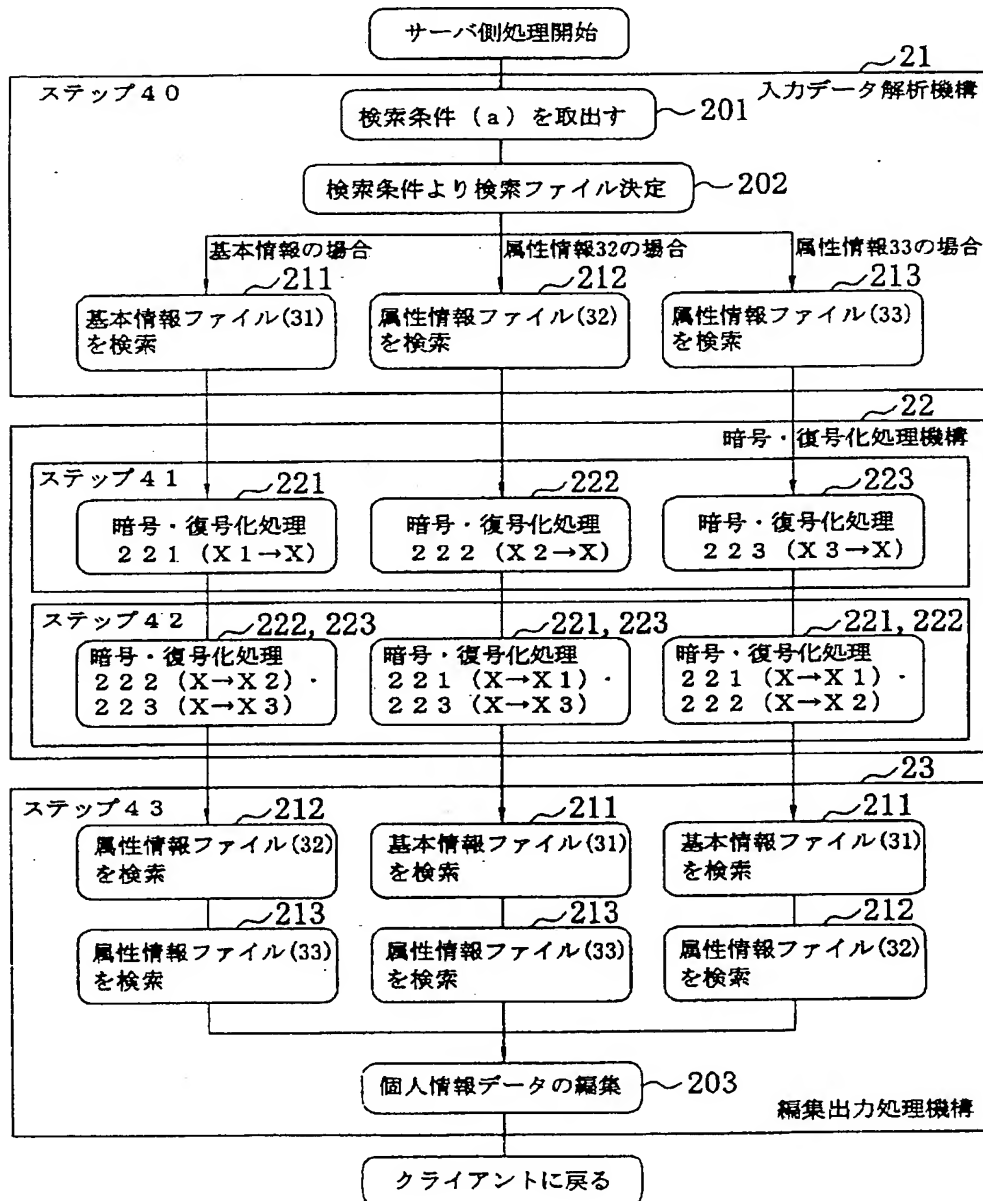 サーバ側処理開始
21
ステップ40
入力データ解析機構
検索条件(a)を取出す
201
検索条件より検索ファイル決定
202
基本情報の場合
属性情報32の場合
属性情報33の場合
211
212
213
基本情報ファイル(31)
を検索
属性情報ファイル(32)
を検索
属性情報ファイル(33)
を検索
22
暗号・復号化処理機構
ステップ41
221
222
223
暗号・復号化処理
221(X1→X)
暗号・復号化処理
222(X2→X)
暗号・復号化処理
223(X3→X)
ステップ42
222, 223
221, 223
221, 222
暗号・復号化処理
222(X→X2)・
223(X→X3)
暗号・復号化処理
221(X→X1)・
223(X→X3)
暗号・復号化処理
221(X→X1)・
222(X→X2)
23
ステップ43
212
211
211
属性情報ファイル(32)
を検索
基本情報ファイル(31)
を検索
基本情報ファイル(31)
を検索
213
213
212
属性情報ファイル(33)
を検索
属性情報ファイル(33)
を検索
属性情報ファイル(32)
を検索
個人情報データの編集
203
編集出力処理機構
クライアントに戻る